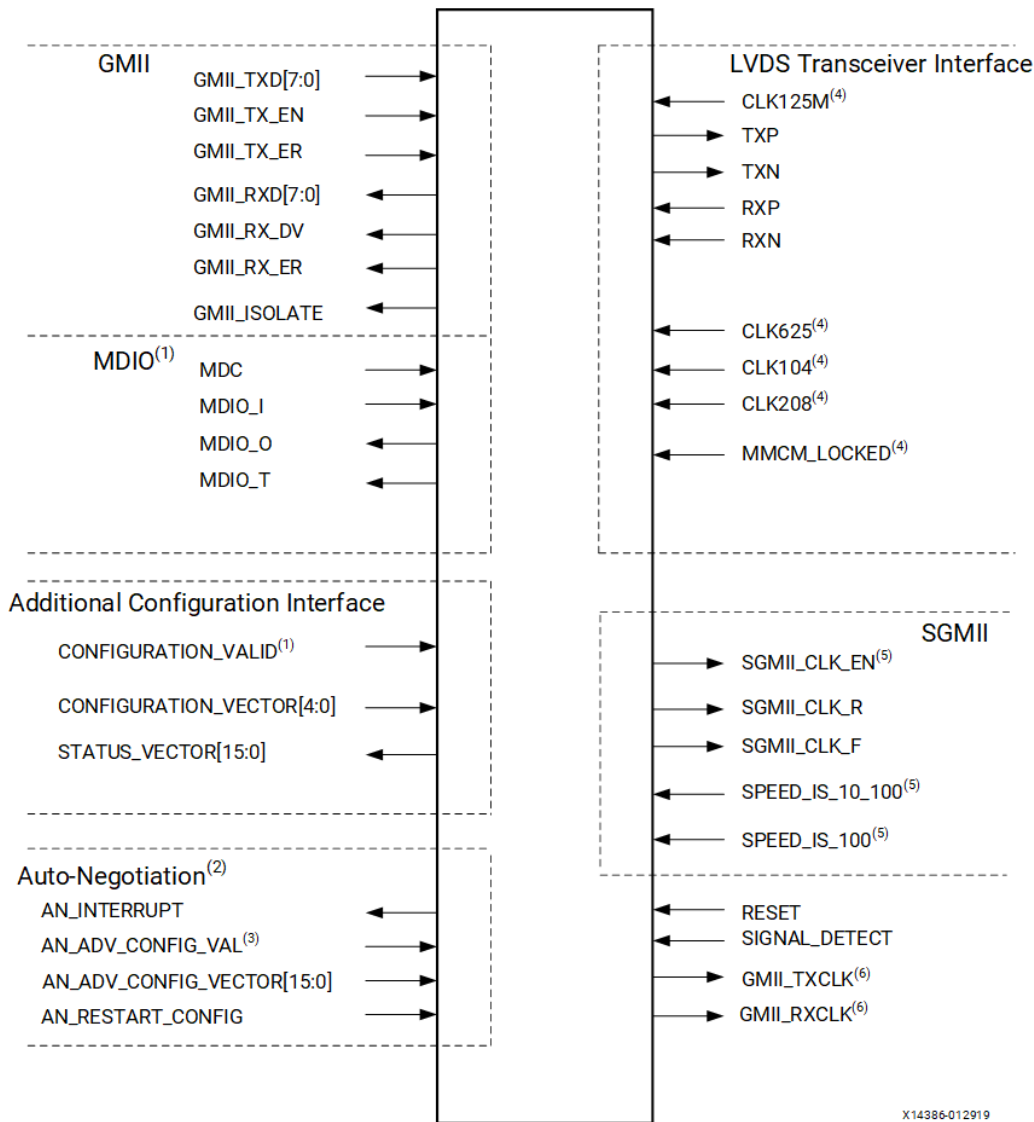 GMII
GMII_TXD[7:0]
GMII_TX_EN
GMII_TX_ER
GMII_RXD[7:0]
GMII_RX_DV
GMII_RX_ER
GMII_ISOLATE
MDIO(1)
MDC
MDIO_I
MDIO_O
MDIO_T
Additional Configuration Interface
CONFIGURATION_VALID(1)
CONFIGURATION_VECTOR[4:0]
STATUS_VECTOR[15:0]
Auto-Negotiation(2)
AN_INTERRUPT
AN_ADV_CONFIG_VAL(3)
AN_ADV_CONFIG_VECTOR[15:0]
AN_RESTART_CONFIG
LVDS Transceiver Interface
CLK125M(4)
TXP
TXN
RXP
RXN
CLK625(4)
CLK104(4)
CLK208(4)
MMCM_LOCKED(4)
SGMII
SGMII_CLK_EN(5)
SGMII_CLK_R
SGMII_CLK_F
SPEED_IS_10_100(5)
SPEED_IS_100(5)
RESET
SIGNAL_DETECT
GMII_TXCLK(6)
GMII_RXCLK(6)
X14386-012919